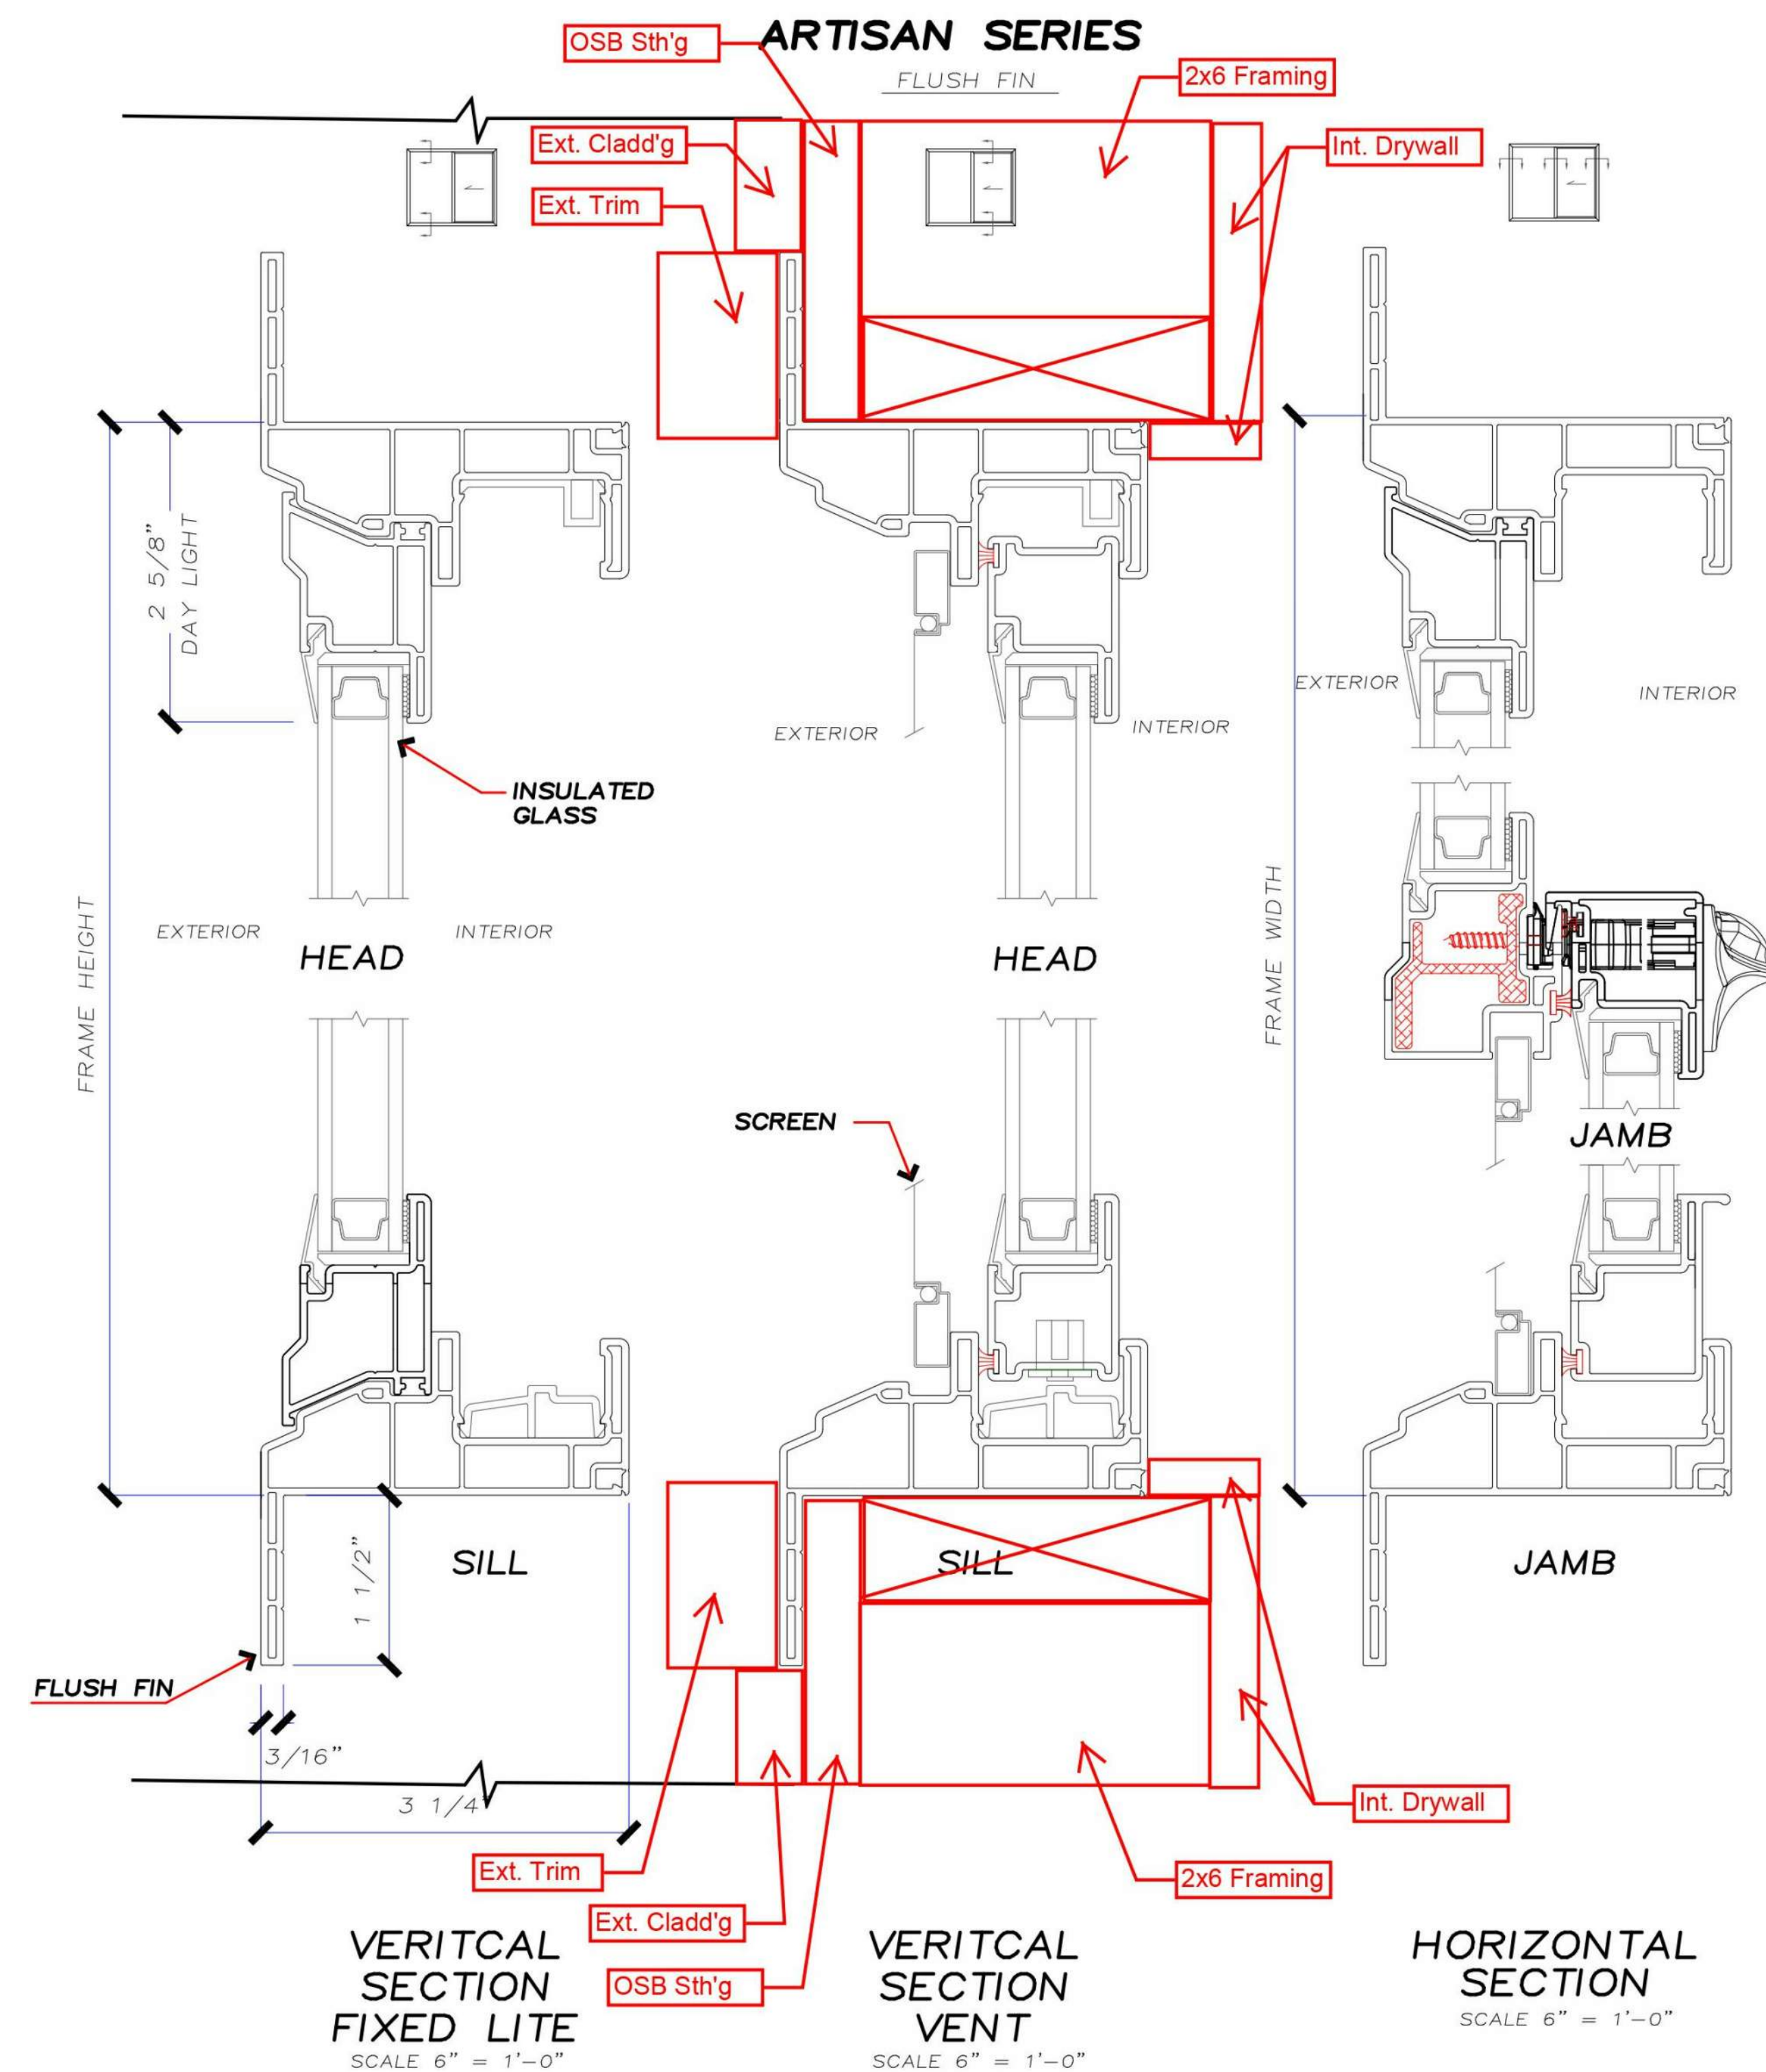 ARTISAN SERIES
FLUSH FIN
OSB Sth'g
2x6 Framing
Ext. Cladd'g
Int. Drywall
Ext. Trim
2 5/8"
DAY LIGHT
INSULATED
GLASS
FRAME HEIGHT
EXTERIOR
INTERIOR
HEAD
EXTERIOR
INTERIOR
HEAD
FRAME WIDTH
EXTERIOR
INTERIOR
JAMB
SCREEN
SILL
1 1/2"
SILL
JAMB
FLUSH FIN
3/16"
3 1/4"
Int. Drywall
Ext. Trim
2x6 Framing
Ext. Cladd'g
OSB Sth'g
VERITCAL
SECTION
FIXED LITE
SCALE 6" = 1'-0"
VERITCAL
SECTION
VENT
SCALE 6" = 1'-0"
HORIZONTAL
SECTION
SCALE 6" = 1'-0"